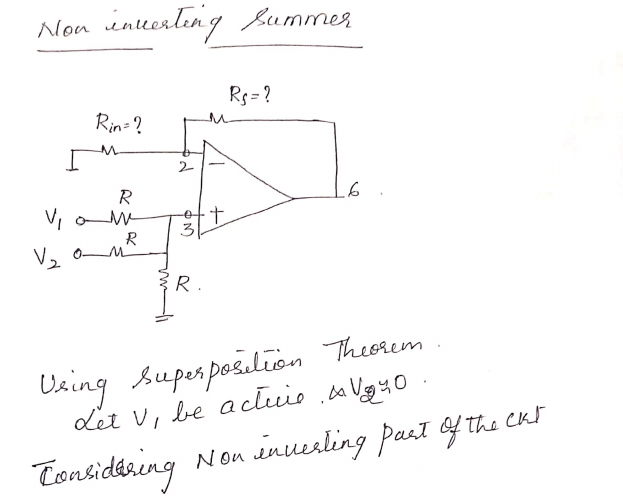 Non inverting Summer
Rf=?
Rin=?
2
−
6
V1
R
+
3
V2
R
R.
Using Superposition Theorem.
Let V1 be active & V2=0.
Considering Non inverting Part of the ckt